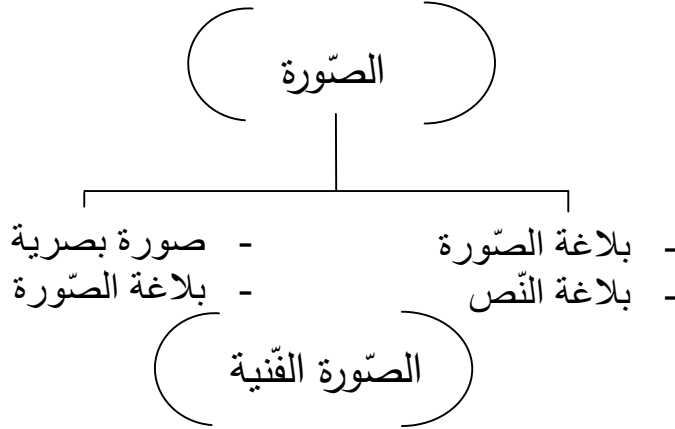 الصّورة
- بلاغة الصّورة
- بلاغة النّص
- صورة بصرية
- بلاغة الصّورة
الصّورة الفّنية